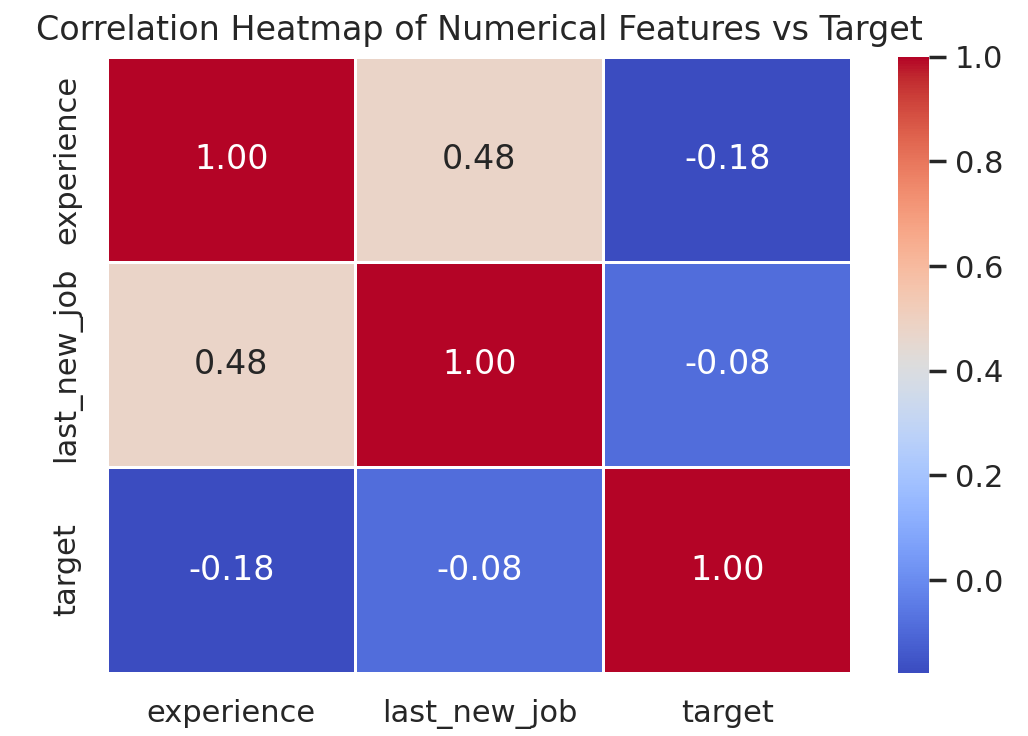 Correlation Heatmap of Numerical Features vs Target
experience
1.00
0.48
-0.18
last_new_job
0.48
1.00
-0.08
target
-0.18
-0.08
1.00
experience
last_new_job
target
1.0
0.8
0.6
0.4
0.2
0.0